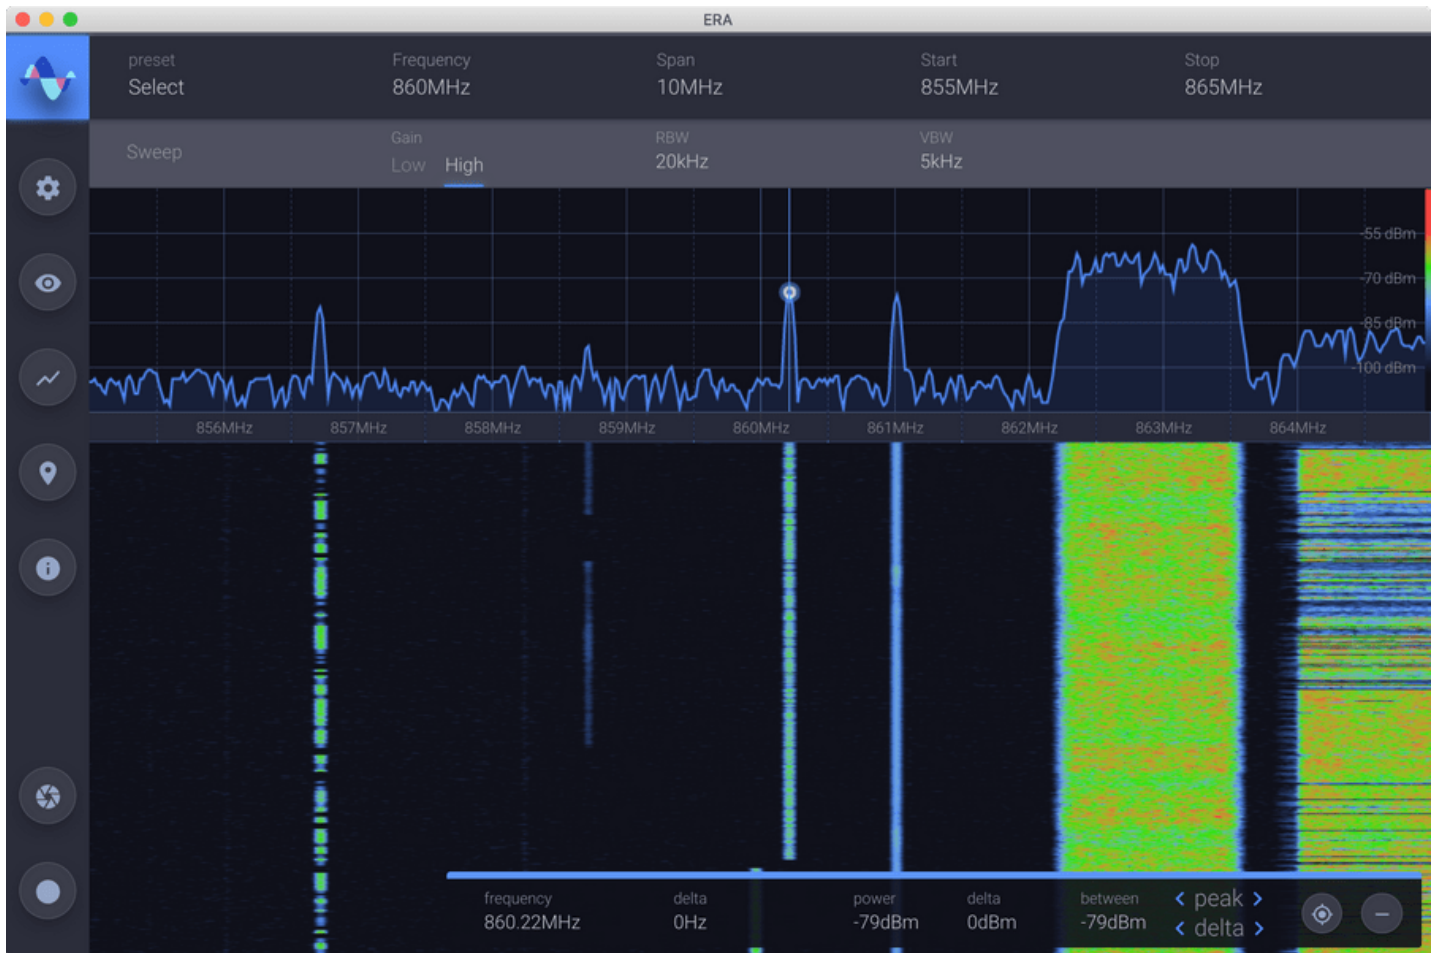 ERA
preset Frequency Span Start Stop
Select 860MHz 10MHz 855MHz 865MHz
Sweep Gain RBW VBW
Low High 20kHz 5kHz
-55 dBm
-70 dBm
-85 dBm
-100 dBm
856MHz 857MHz 858MHz 859MHz 860MHz 861MHz 862MHz 863MHz 864MHz
frequency delta power delta between < peak >
860.22MHz 0Hz -79dBm 0dBm -79dBm < delta >